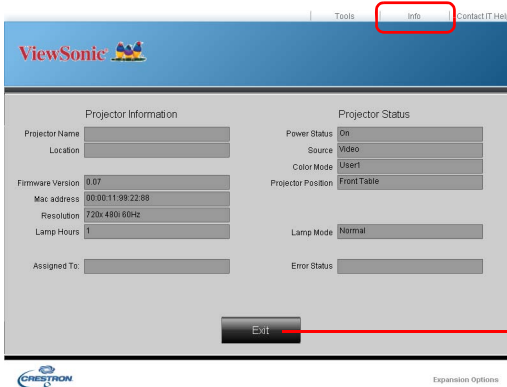 Tools Info Contact IT Hel
ViewSonic
Projector Information
Projector Name
Location
Firmware Version 0.07
Mac address 00:00:11:99:22:88
Resolution 720x 480i 60Hz
Lamp Hours 1
Assigned To:
Projector Status
Power Status On
Source Video
Color Mode User1
Projector Position Front Table
Lamp Mode Normal
Error Status
Exit
CRESTRON
Expansion Options